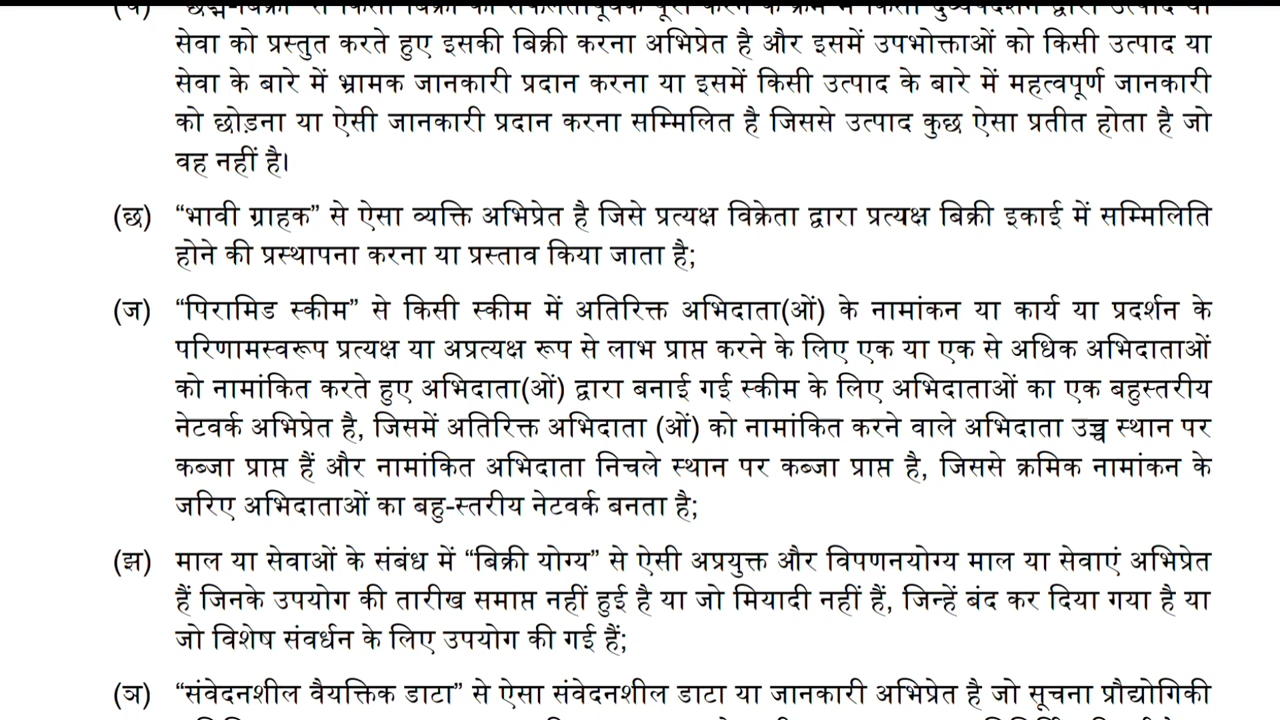 सेवा को प्रस्तुत करते हुए इसकी बिक्री करना अभिप्रेत है और इसमें उपभोक्ताओं को किसी उत्पाद या
सेवा के बारे में भ्रामक जानकारी प्रदान करना या इसमें किसी उत्पाद के बारे में महत्वपूर्ण जानकारी
को छोड़ना या ऐसी जानकारी प्रदान करना सम्मिलित है जिससे उत्पाद कुछ ऐसा प्रतीत होता है जो
वह नहीं है।
(छ) “भावी ग्राहक” से ऐसा व्यक्ति अभिप्रेत है जिसे प्रत्यक्ष विक्रेता द्वारा प्रत्यक्ष बिक्री इकाई में सम्मिलिति
होने की प्रस्थापना करना या प्रस्ताव किया जाता है;
(ज) “पिरामिड स्कीम” से किसी स्कीम में अतिरिक्त अभिदाता(ओं) के नामांकन या कार्य या प्रदर्शन के
परिणामस्वरूप प्रत्यक्ष या अप्रत्यक्ष रूप से लाभ प्राप्त करने के लिए एक या एक से अधिक अभिदाताओं
को नामांकित करते हुए अभिदाता(ओं) द्वारा बनाई गई स्कीम के लिए अभिदाताओं का एक बहुस्तरीय
नेटवर्क अभिप्रेत है, जिसमें अतिरिक्त अभिदाता (ओं) को नामांकित करने वाले अभिदाता उच्च स्थान पर
कब्जा प्राप्त हैं और नामांकित अभिदाता निचले स्थान पर कब्जा प्राप्त है, जिससे क्रमिक नामांकन के
जरिए अभिदाताओं का बहु-स्तरीय नेटवर्क बनता है;
(झ) माल या सेवाओं के संबंध में “बिक्री योग्य” से ऐसी अप्रयुक्त और विपणनयोग्य माल या सेवाएं अभिप्रेत
हैं जिनके उपयोग की तारीख समाप्त नहीं हुई है या जो मियादी नहीं हैं, जिन्हें बंद कर दिया गया है या
जो विशेष संवर्धन के लिए उपयोग की गई हैं;
(ञ) “संवेदनशील वैयक्तिक डाटा” से ऐसा संवेदनशील डाटा या जानकारी अभिप्रेत है जो सूचना प्रौद्योगिकी